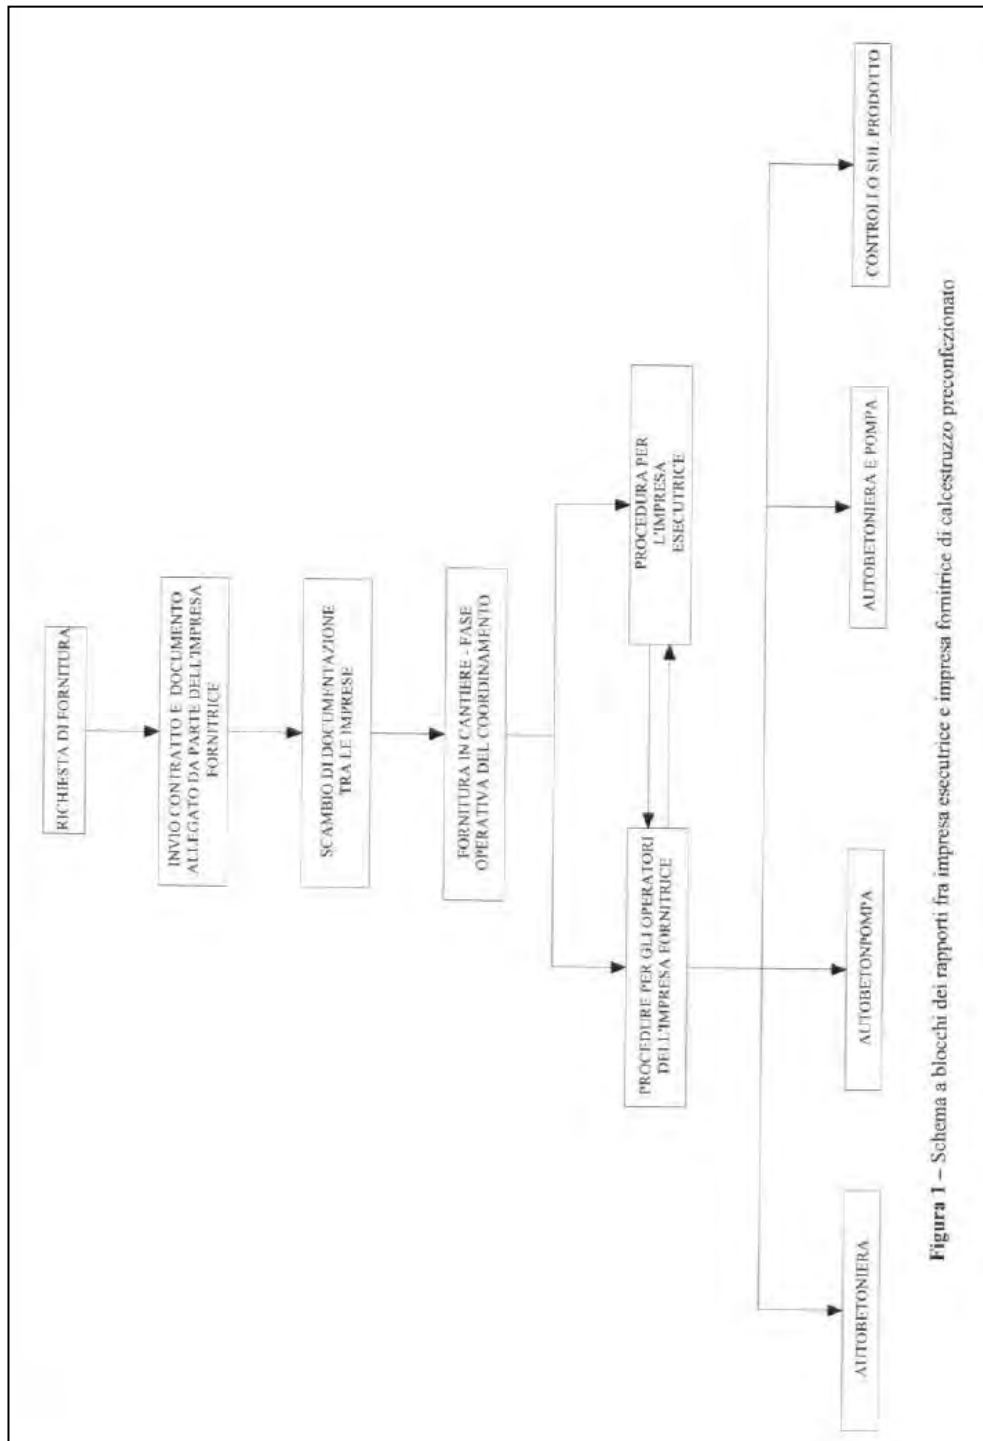 RICHIESTA DI FORNITURA
INVIO CONTRATTO E DOCUMENTO
ALLEGATO DA PARTE DELL'IMPRESA
FORNITRICE
SCAMBIO DI DOCUMENTAZIONE
TRA LE IMPRESE
FORNITURA IN CANTIERE - FASE
OPERATIVA DEL COORDINAMENTO
PROCEDURE PER GLI OPERATORI
DELL'IMPRESA FORNITRICE
PROCEDURA PER
L'IMPRESA
ESECUTRICE
AUTOBETONIERA
AUTOBETONPOMPA
AUTOBETONIERA E POMPA
CONTROLLO SUL PRODOTTO
Figura 1 – Schema a blocchi dei rapporti fra impresa esecutrice e impresa fornitrice di calcestruzzo preconfezionato